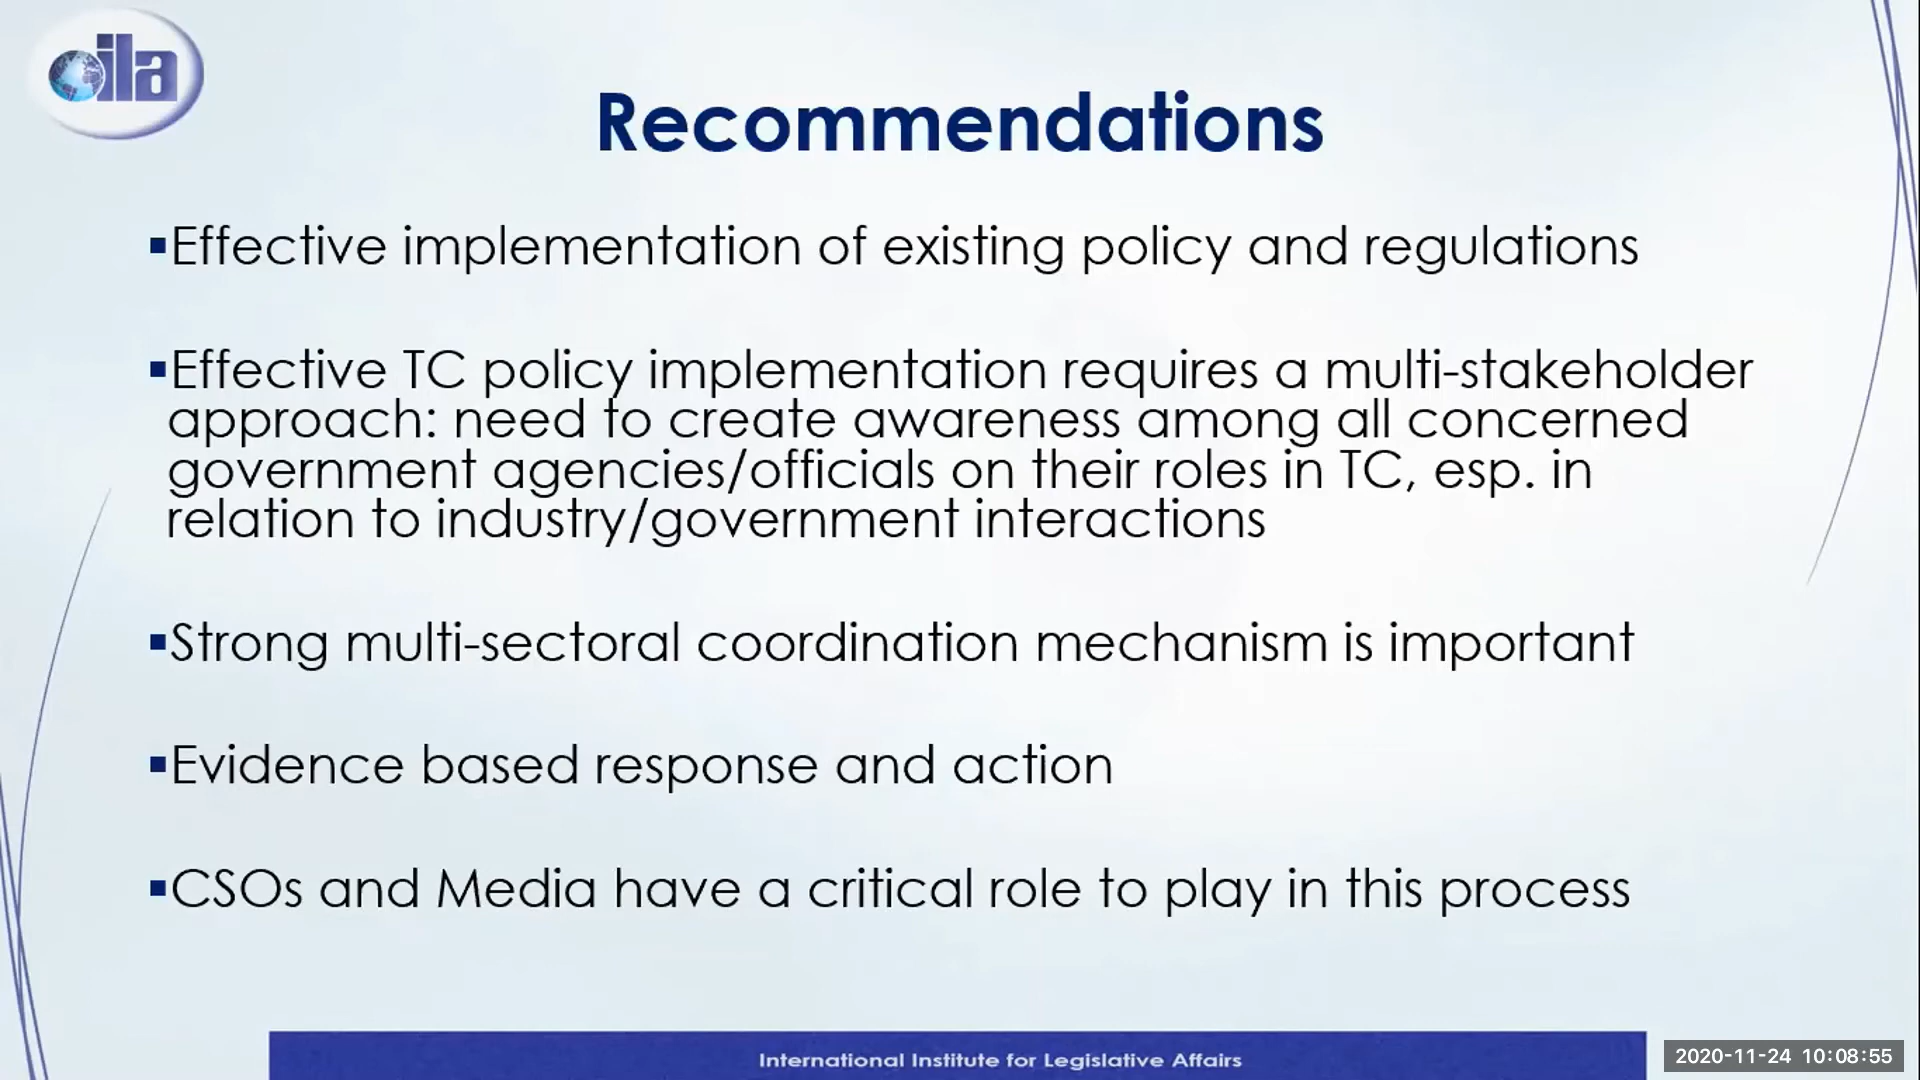 ila
Recommendations
▪Effective implementation of existing policy and regulations
▪Effective TC policy implementation requires a multi-stakeholder
approach: need to create awareness among all concerned
government agencies/officials on their roles in TC, esp. in
relation to industry/government interactions
▪Strong multi-sectoral coordination mechanism is important
▪Evidence based response and action
▪CSOs and Media have a critical role to play in this process
International Institute for Legislative Affairs
2020-11-24 10:08:55